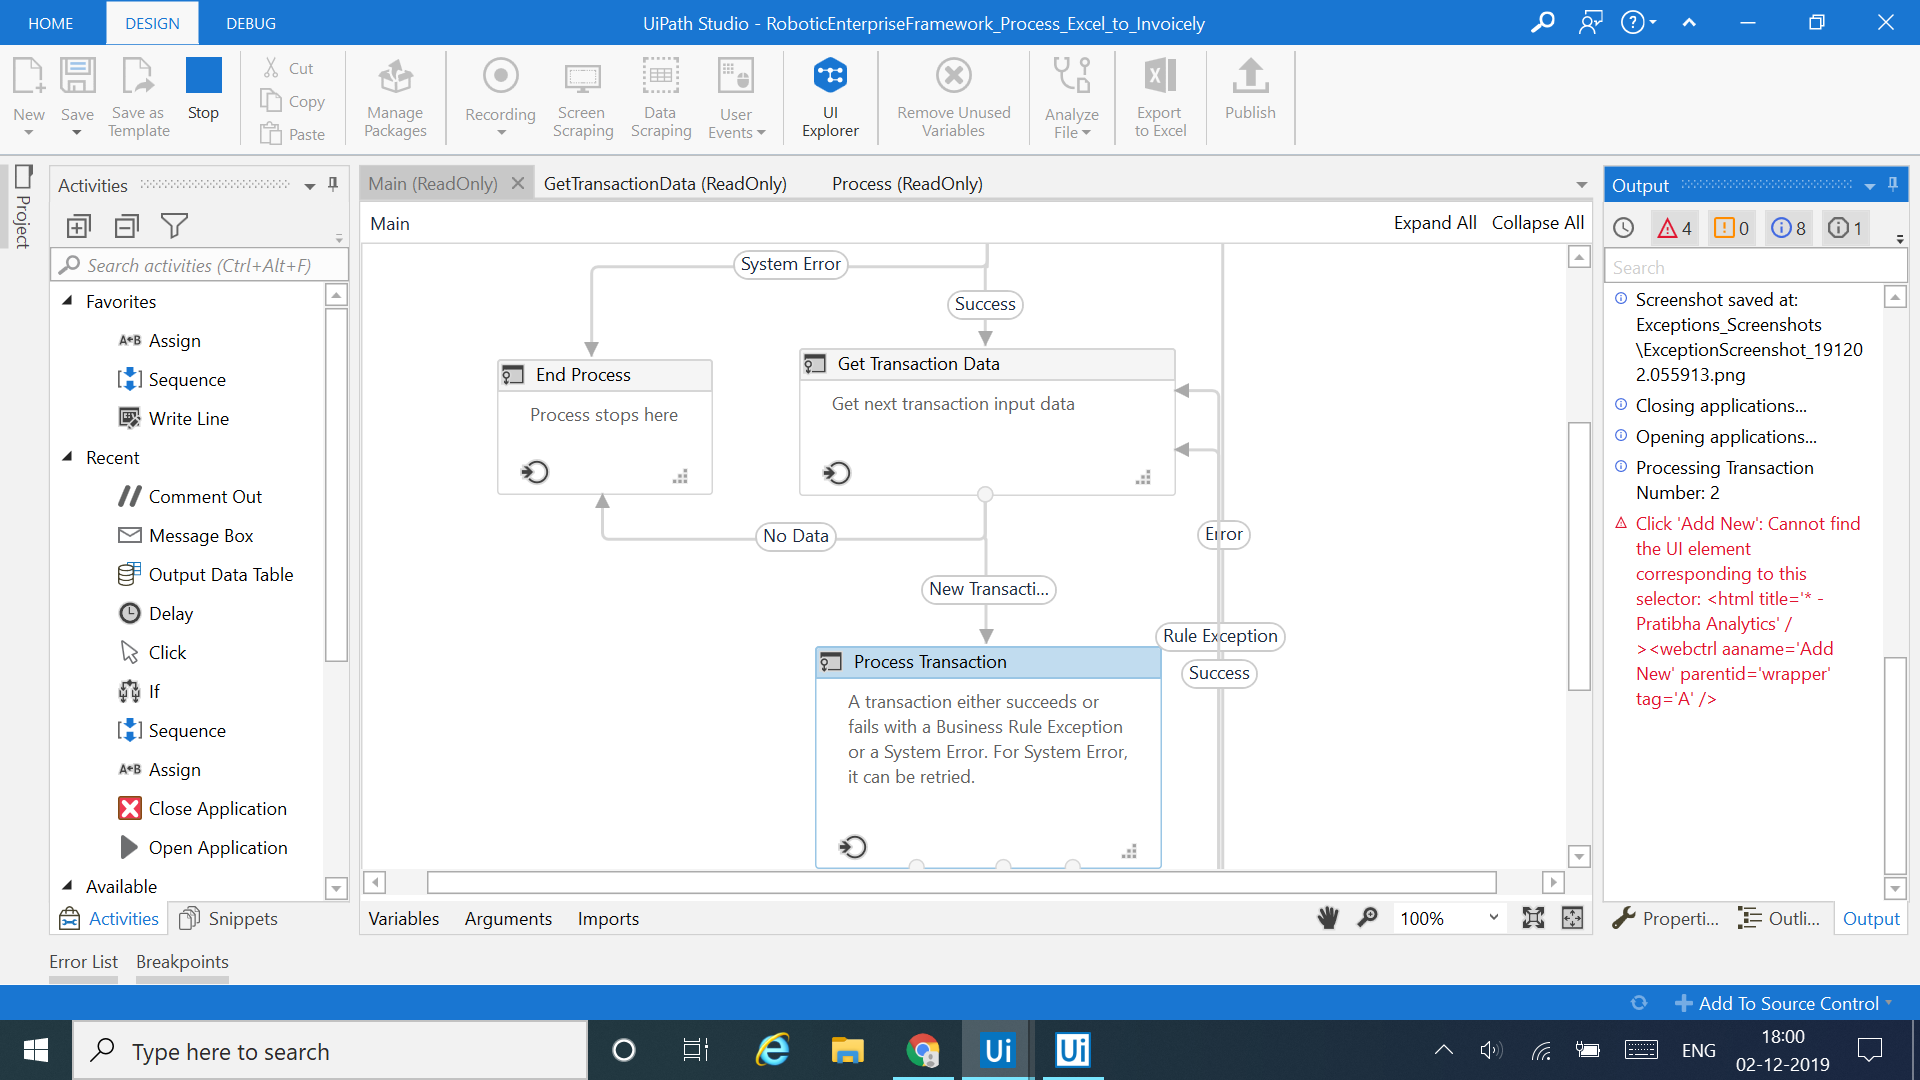 HOME
DESIGN
DEBUG
UiPath Studio - RoboticEnterpriseFramework_Process_Excel_to_Invoicely
New
Save
Save as
Template
Stop
Cut
Copy
Paste
Manage
Packages
Recording
Screen
Scraping
Data
Scraping
User
Events
UI
Explorer
Remove Unused
Variables
Analyze
File
Export
to Excel
Publish
Project
Activities
Search activities (Ctrl+Alt+F)
Favorites
Assign
Sequence
Write Line
Recent
Comment Out
Message Box
Output Data Table
Delay
Click
If
Sequence
Assign
Close Application
Open Application
Available
Activities
Snippets
Main (ReadOnly)
GetTransactionData (ReadOnly)
Process (ReadOnly)
Main
Expand All
Collapse All
System Error
Success
End Process
Process stops here
Get Transaction Data
Get next transaction input data
No Data
Error
New Transacti...
Rule Exception
Success
Process Transaction
A transaction either succeeds or
fails with a Business Rule Exception
or a System Error. For System Error,
it can be retried.
Variables
Arguments
Imports
100%
Output
4
0
8
1
Search
Screenshot saved at:
Exceptions_Screenshots
\ExceptionScreenshot_19120
2.055913.png
Closing applications...
Opening applications...
Processing Transaction
Number: 2
Click 'Add New': Cannot find
the UI element
corresponding to this
selector: <html title='* -
Pratibha Analytics' /
><webctrl aaname='Add
New' parentid='wrapper'
tag='A' />
Properti...
Outli...
Output
Error List
Breakpoints
Add To Source Control
Type here to search
Ui
Ui
ENG
18:00
02-12-2019